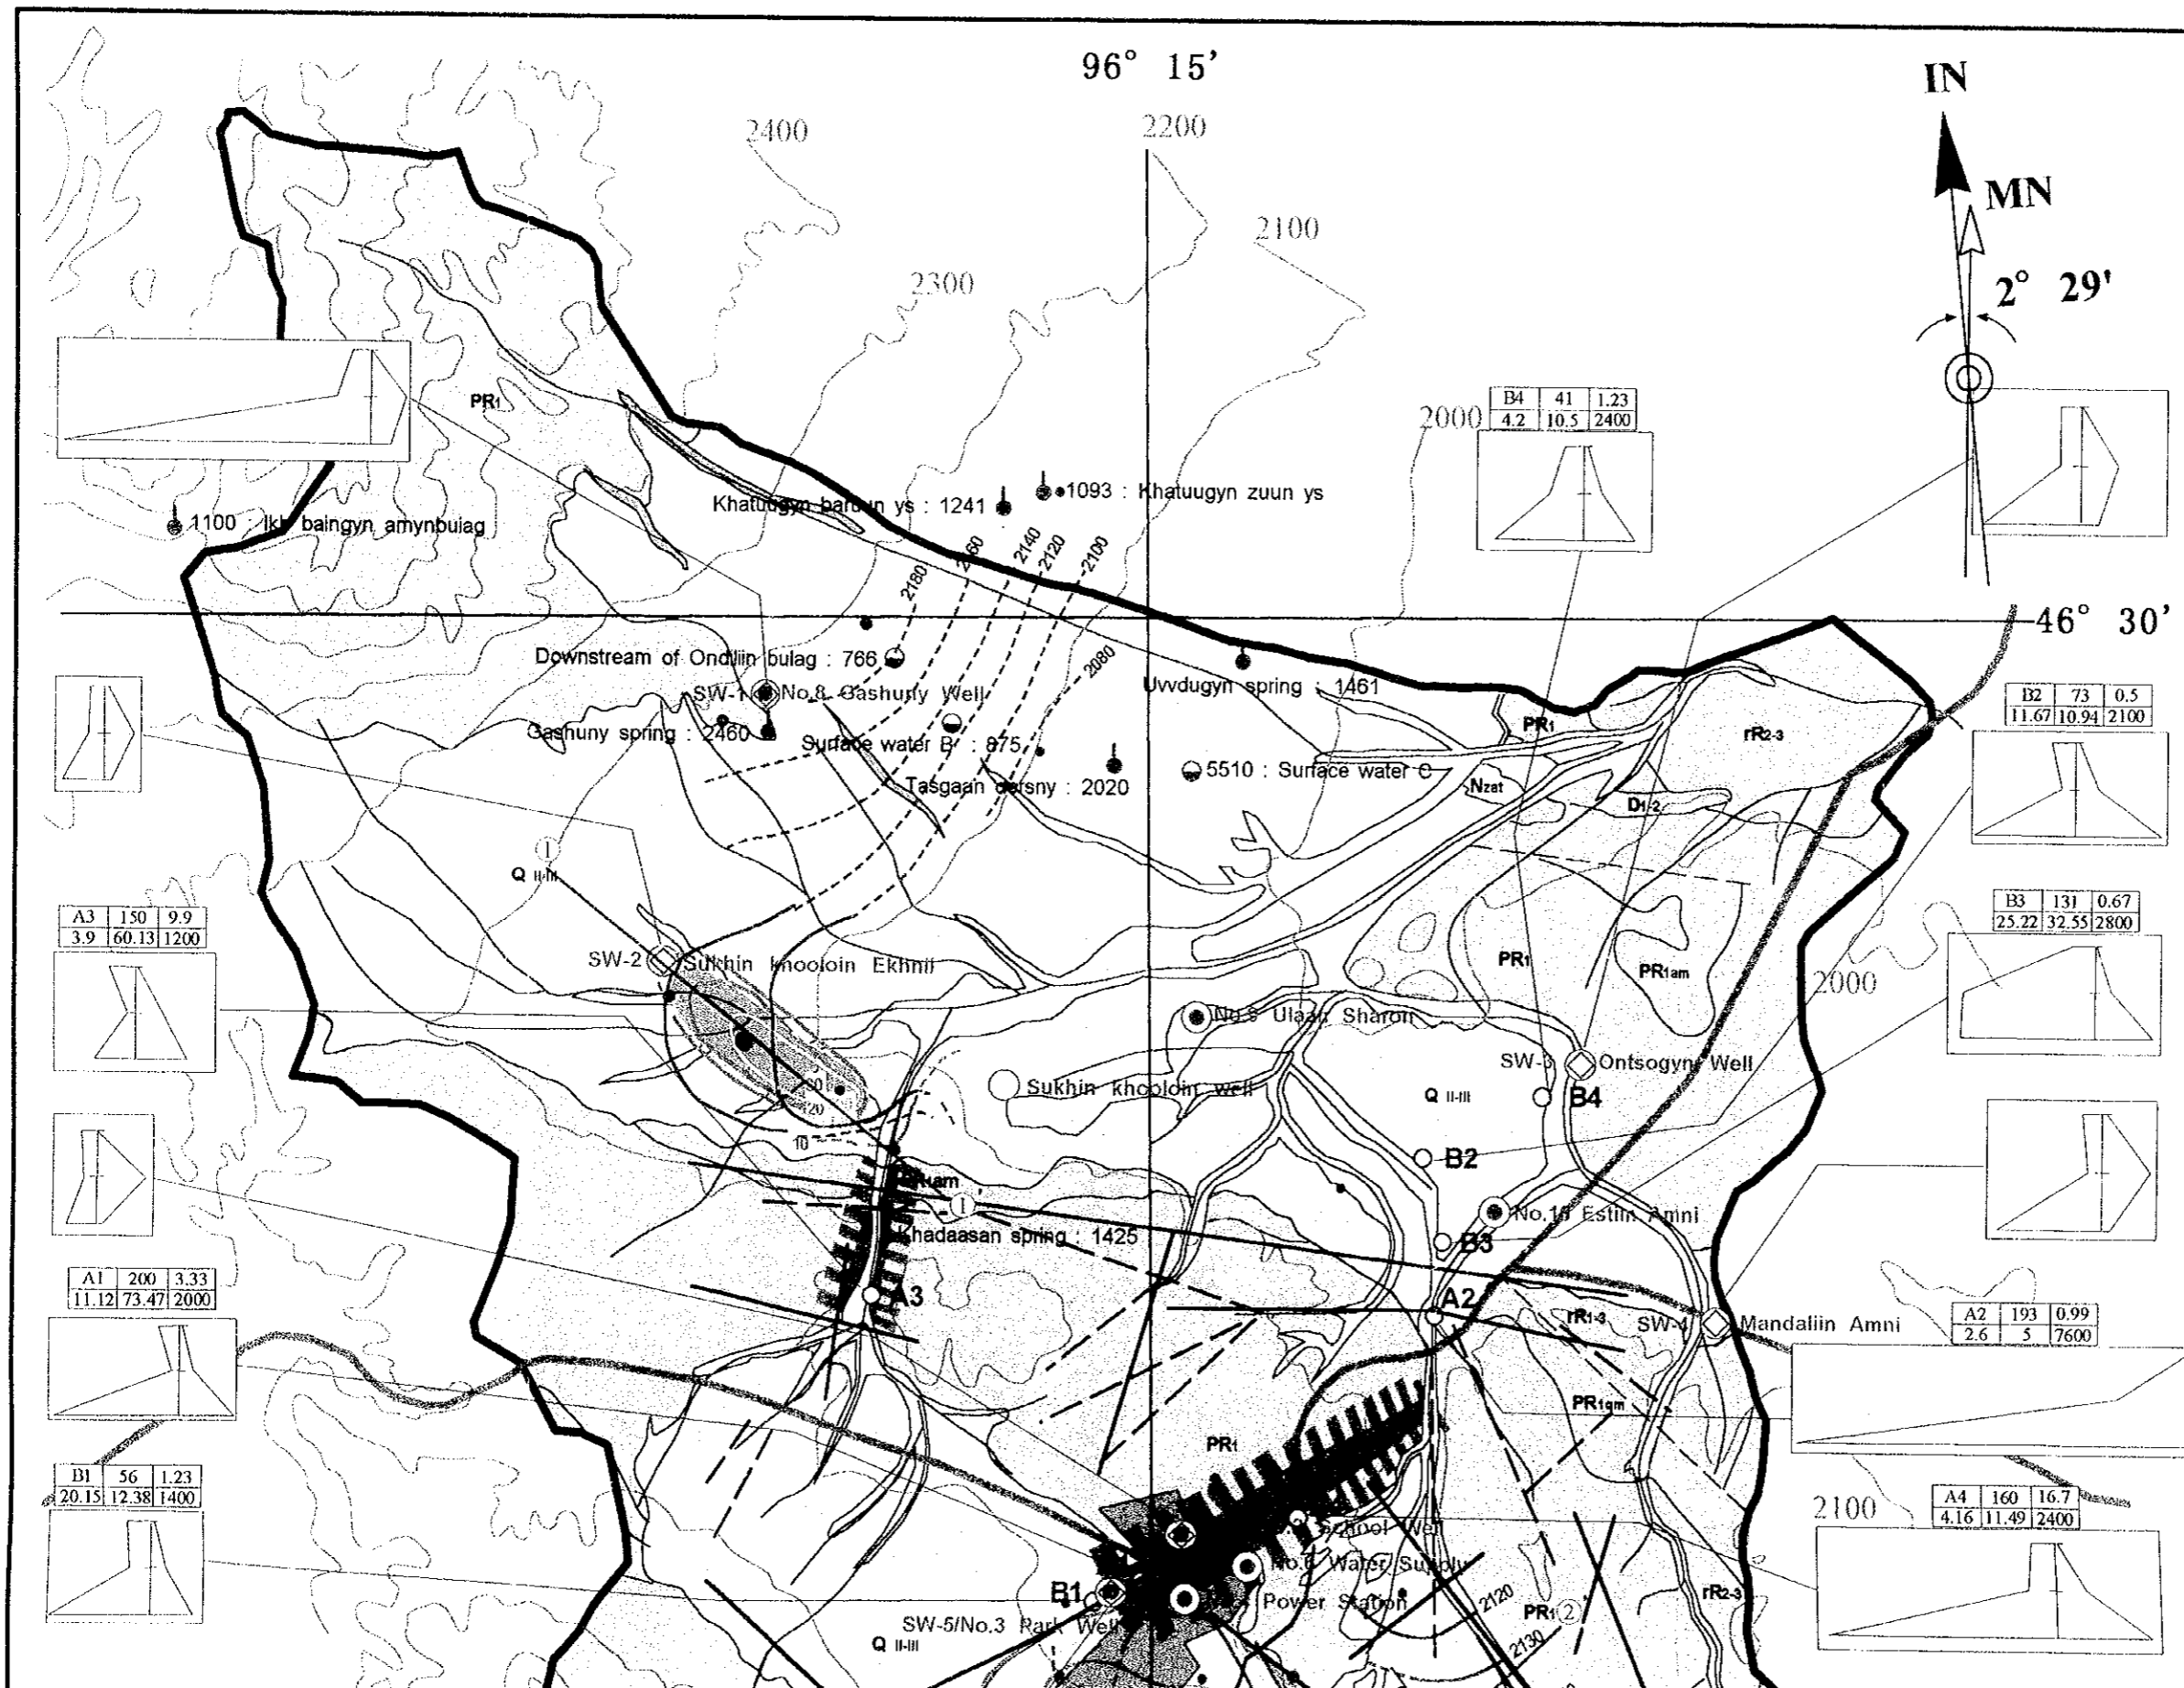 96° 15'
IN
MN
2° 29'
2400
2200
2100
2300
PR1
2000
B4 41 1.23
4.2 10.5 2400
Khatuugyn baruun ys : 1241
1093 : Khatuugyn zuun ys
1100 : Ikh baingyn amynbulag
2180
2160
2140
2120
2100
2080
46° 30'
Downstream of Ondiliin bulag : 766
SW-1
No.8 Gashuny Well
Uvvdugyn spring : 1461
Gashuny spring : 2460
Surface water B : 875
Tasgaan dersny : 2020
5510 : Surface water C
PR1
rR2-3
Nzat
D1-2
B2 73 0.5
11.67 10.94 2100
1
Q II-III
A3 150 9.9
3.9 60.13 1200
B3 131 0.67
25.22 32.55 2800
SW-2
Sukhin khooloin Ekhnii
PR1
PR1am
2000
No.9 Ulaan Sharon
SW-3
Ontsogyn Well
Sukhin khooloin well
Q II-III
B4
20
10
B2
1'
No.15 Estiin Amni
Khadaasan spring : 1425
B3
A3
A2
rR1-3
SW-4
Mandaliin Amni
A1 200 3.33
11.12 73.47 2000
A2 193 0.99
2.6 5 7600
PR1qm
PR1
B1 56 1.23
20.15 12.38 1400
2100
A4 160 16.7
4.16 11.49 2400
School Well
No.6 Water Supply
B1
Power Station
2120
PR1
2'
rR2-3
SW-5/No.3 Park Well
Q II-III
2130